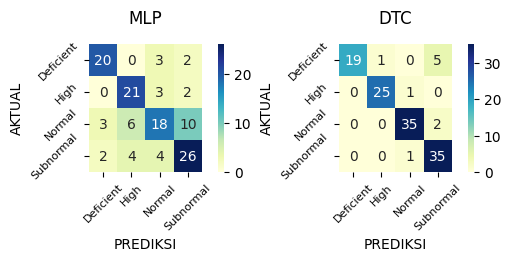 MLP
Deficient 20 0 3 2
High 0 21 3 2
Normal 3 6 18 10
Subnormal 2 4 4 26
AKTUAL
Deficient High Normal Subnormal
PREDIKSI
20
10
0
DTC
Deficient 19 1 0 5
High 0 25 1 0
Normal 0 0 35 2
Subnormal 0 0 1 35
AKTUAL
Deficient High Normal Subnormal
PREDIKSI
30
20
10
0